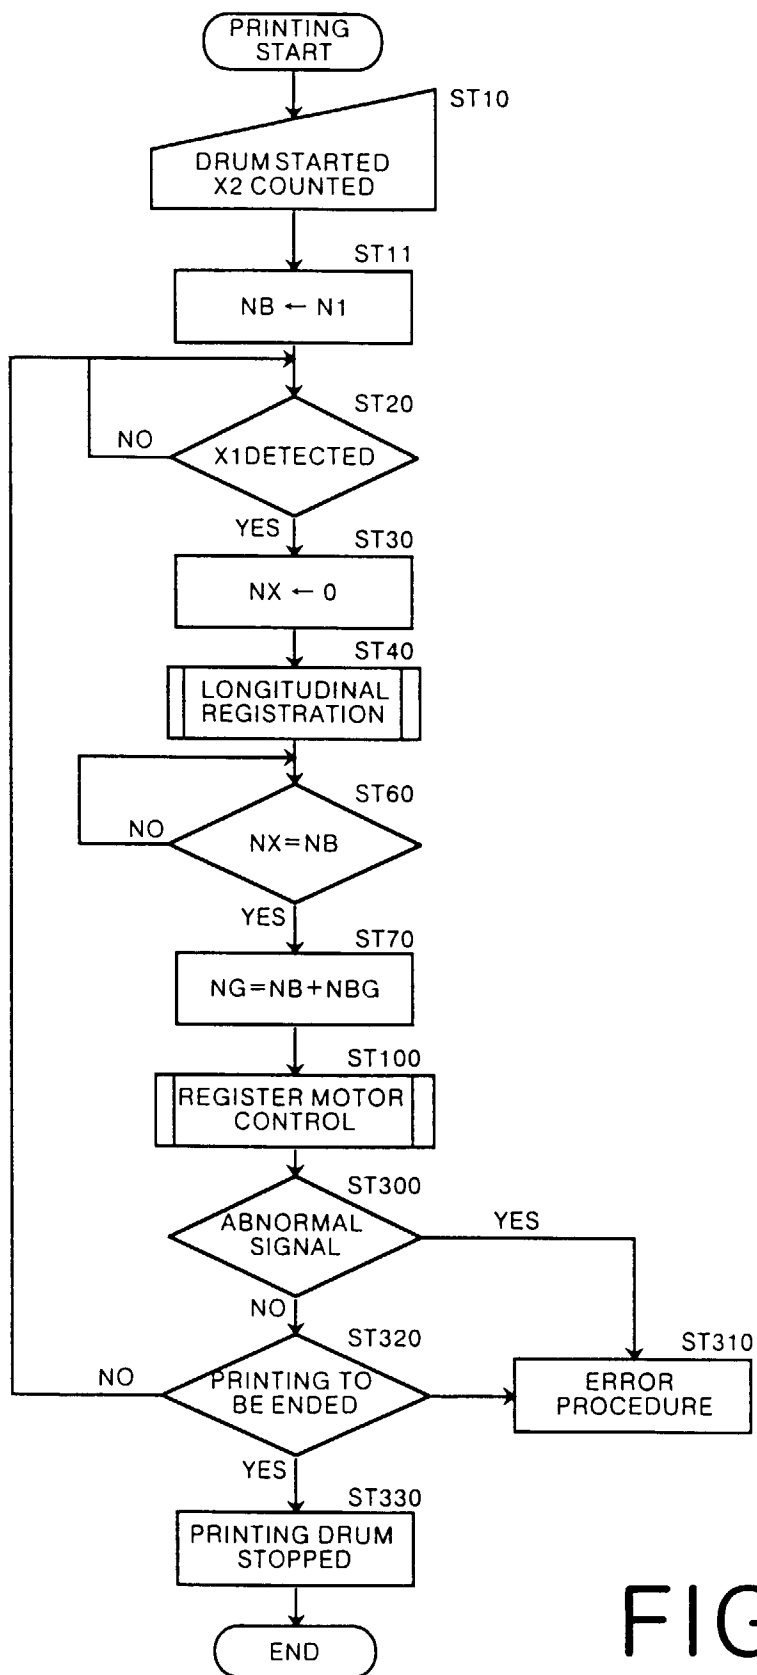 PRINTING
START
ST10
DRUM STARTED
X2 COUNTED
ST11
NB ← N1
ST20
X1 DETECTED
NO
YES
ST30
NX ← 0
ST40
LONGITUDINAL
REGISTRATION
ST60
NX=NB
NO
YES
ST70
NG=NB+NBG
ST100
REGISTER MOTOR
CONTROL
ST300
ABNORMAL
SIGNAL
YES
NO
ST320
PRINTING TO
BE ENDED
NO
ST310
ERROR
PROCEDURE
YES
ST330
PRINTING DRUM
STOPPED
END
FIG